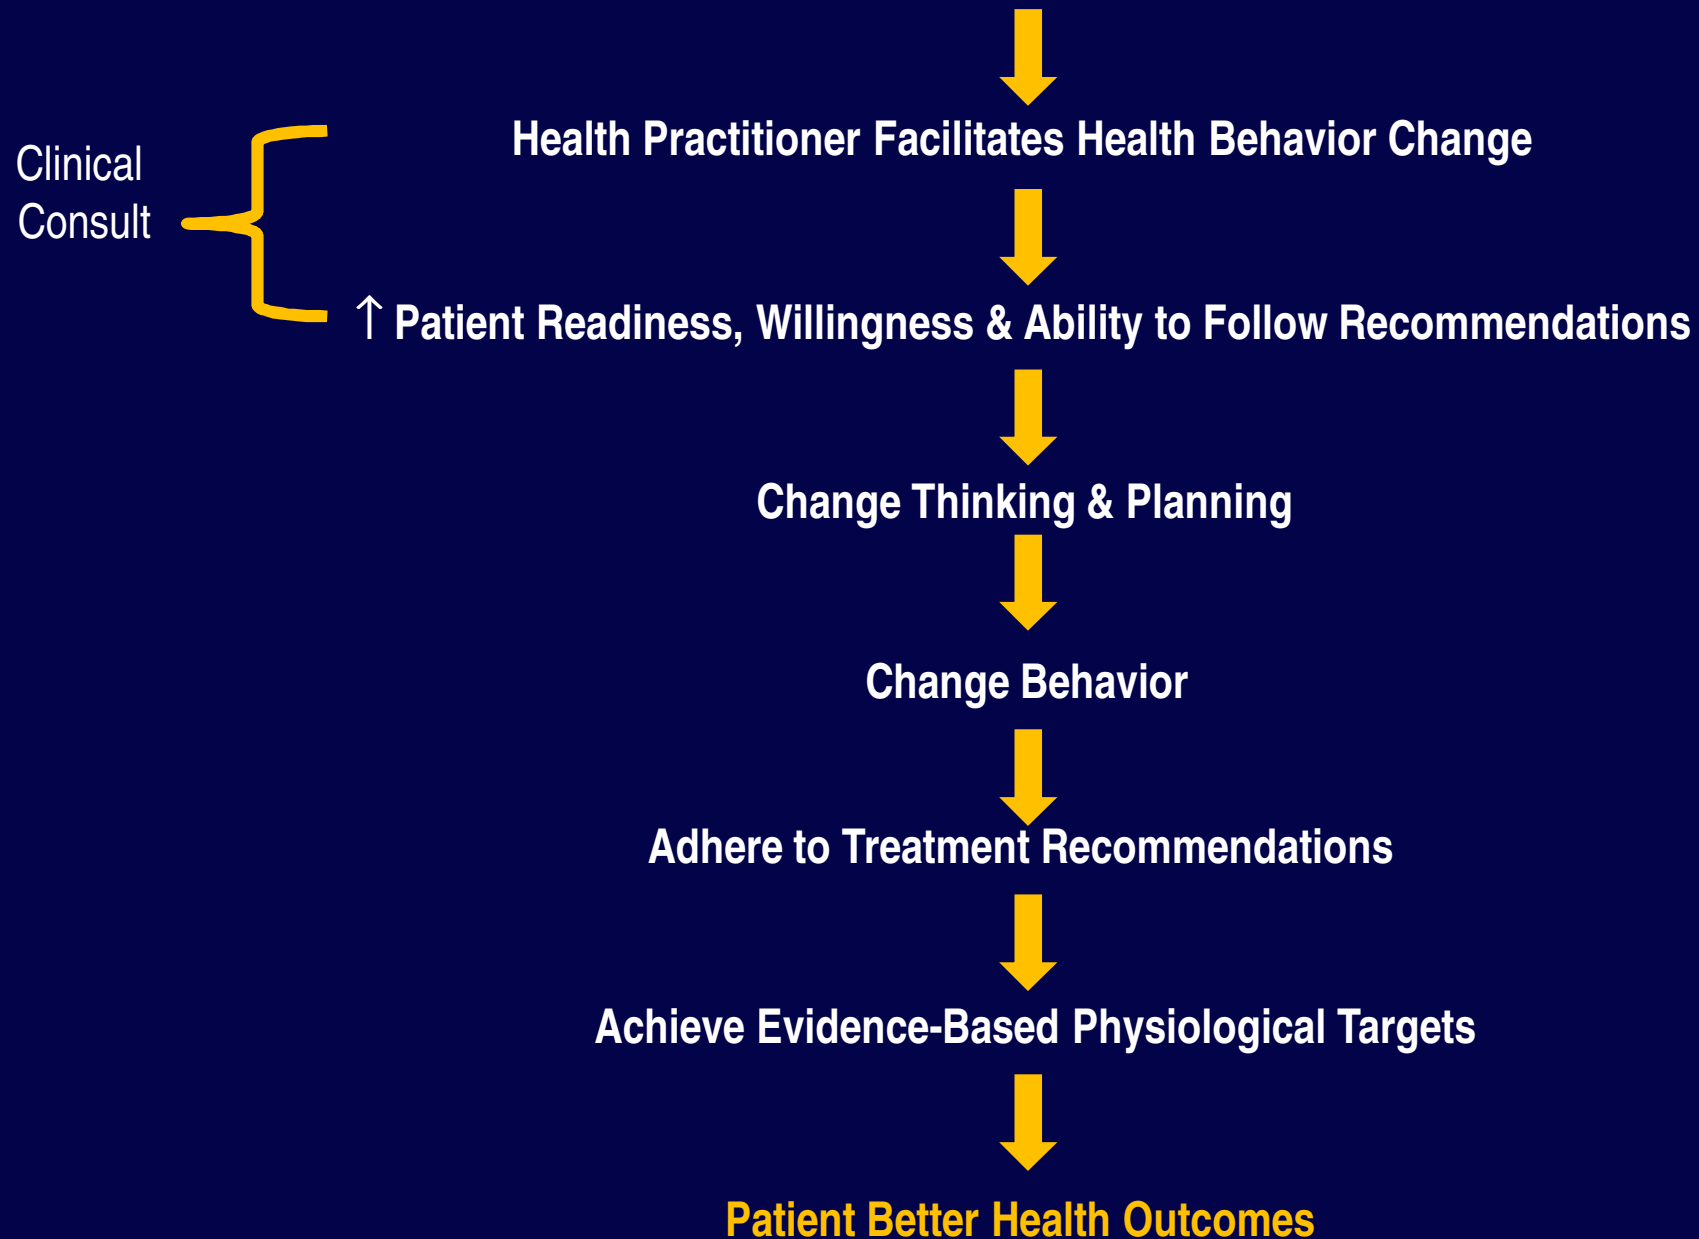 Health Practitioner Facilitates Health Behavior Change
Clinical
Consult
↑ Patient Readiness, Willingness & Ability to Follow Recommendations
Change Thinking & Planning
Change Behavior
Adhere to Treatment Recommendations
Achieve Evidence-Based Physiological Targets
Patient Better Health Outcomes